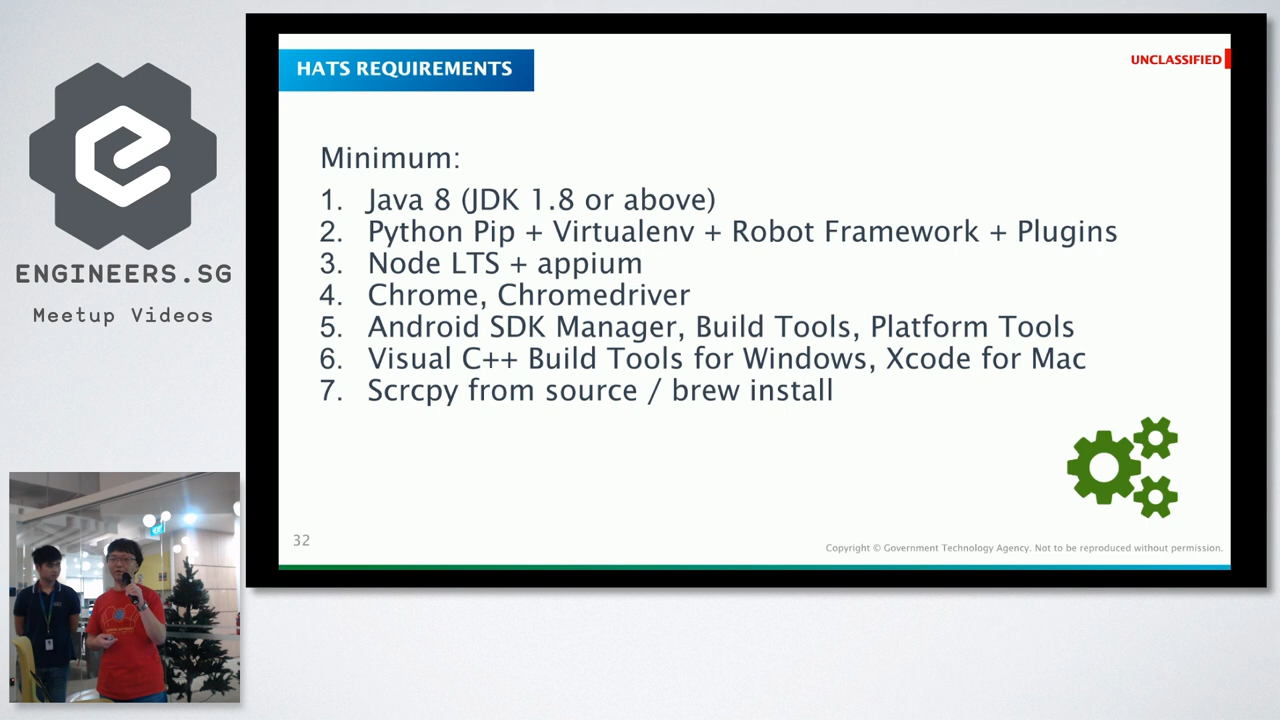 ENGINEERS.SG
Meetup Videos
HATS REQUIREMENTS
UNCLASSIFIED
Minimum:
1. Java 8 (JDK 1.8 or above)
2. Python Pip + Virtualenv + Robot Framework + Plugins
3. Node LTS + appium
4. Chrome, Chromedriver
5. Android SDK Manager, Build Tools, Platform Tools
6. Visual C++ Build Tools for Windows, Xcode for Mac
7. Scrcpy from source / brew install
32
Copyright © Government Technology Agency. Not to be reproduced without permission.